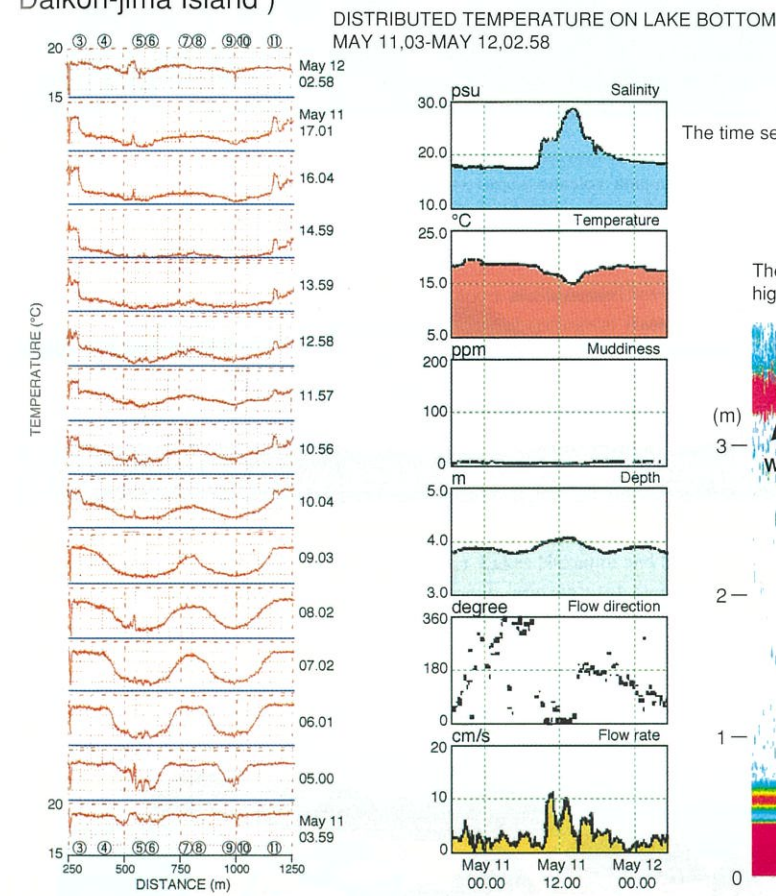 Daikon-jima Island )
DISTRIBUTED TEMPERATURE ON LAKE BOTTOM
MAY 11,03-MAY 12,02.58
20
③ ④ ⑤⑥ ⑦⑧ ⑨⑩ ⑪
15
May 12
02.58
May 11
17.01
16.04
14.59
13.59
12.58
11.57
10.56
10.04
09.03
08.02
07.02
06.01
05.00
20
May 11
03.59
15
③ ④ ⑤⑥ ⑦⑧ ⑨⑩ ⑪
250 500 750 1000 1250
DISTANCE (m)
TEMPERATURE (°C)
psu Salinity
30.0
20.0
10.0
°C Temperature
25.0
15.0
5.0
ppm Muddiness
200
100
0
m Depth
5.0
4.0
3.0
degree Flow direction
360
180
0
cm/s Flow rate
20
10
0
May 11 May 11 May 12
00.00 12.00 00.00
The time se
The
hig
(m)
3
2
1
0